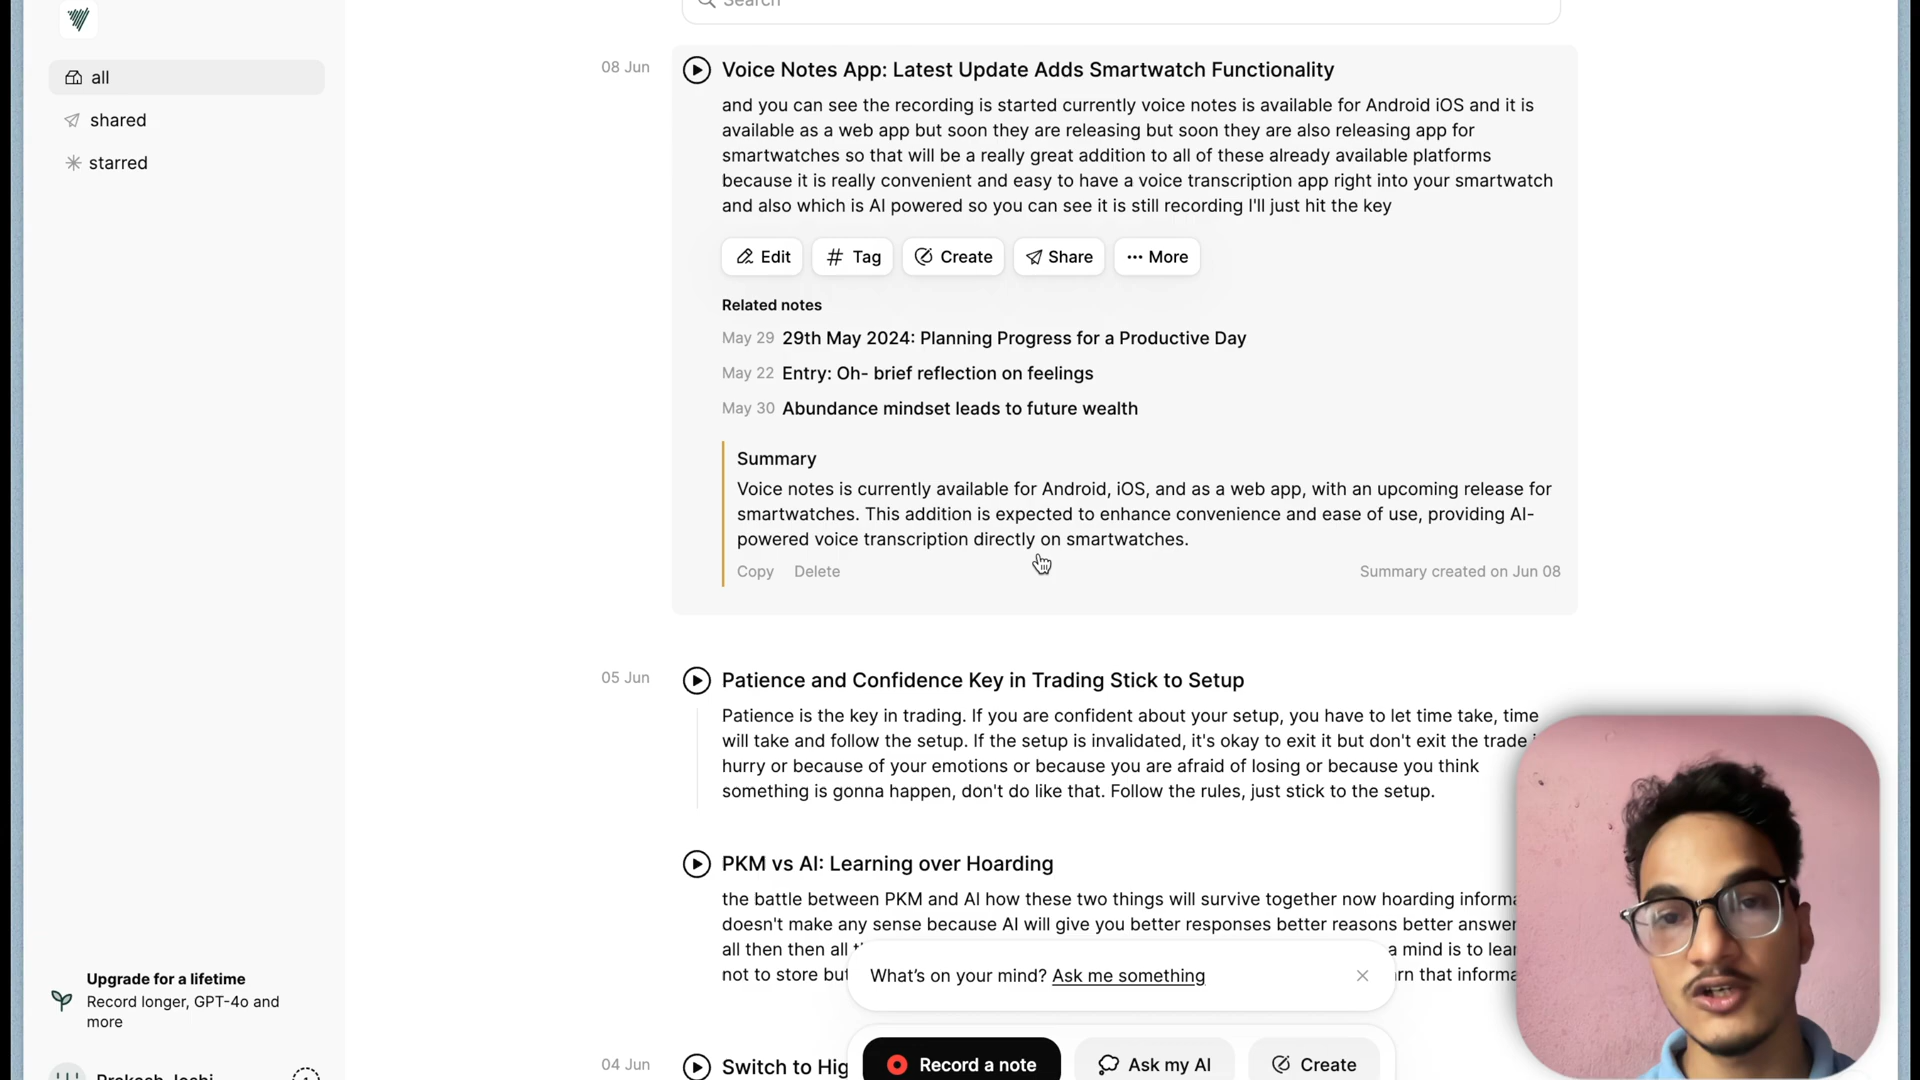 Search
all
shared
starred
08 Jun
Voice Notes App: Latest Update Adds Smartwatch Functionality
and you can see the recording is started currently voice notes is available for Android iOS and it is
available as a web app but soon they are releasing but soon they are also releasing app for
smartwatches so that will be a really great addition to all of these already available platforms
because it is really convenient and easy to have a voice transcription app right into your smartwatch
and also which is AI powered so you can see it is still recording I'll just hit the key
Edit
# Tag
Create
Share
··· More
Related notes
May 29 29th May 2024: Planning Progress for a Productive Day
May 22 Entry: Oh- brief reflection on feelings
May 30 Abundance mindset leads to future wealth
Summary
Voice notes is currently available for Android, iOS, and as a web app, with an upcoming release for
smartwatches. This addition is expected to enhance convenience and ease of use, providing AI-
powered voice transcription directly on smartwatches.
Copy Delete
Summary created on Jun 08
05 Jun
Patience and Confidence Key in Trading Stick to Setup
Patience is the key in trading. If you are confident about your setup, you have to let time take, time
will take and follow the setup. If the setup is invalidated, it's okay to exit it but don't exit the trade
hurry or because of your emotions or because you are afraid of losing or because you think
something is gonna happen, don't do like that. Follow the rules, just stick to the setup.
PKM vs AI: Learning over Hoarding
the battle between PKM and AI how these two things will survive together now hoarding
doesn't make any sense because AI will give you better responses better reasons better
all then then all
a mind is to
not to store
that
What's on your mind? Ask me something
04 Jun
Switch to
Record a note
Ask my AI
Create
Upgrade for a lifetime
Record longer, GPT-4o and
more
Prakash Joshi